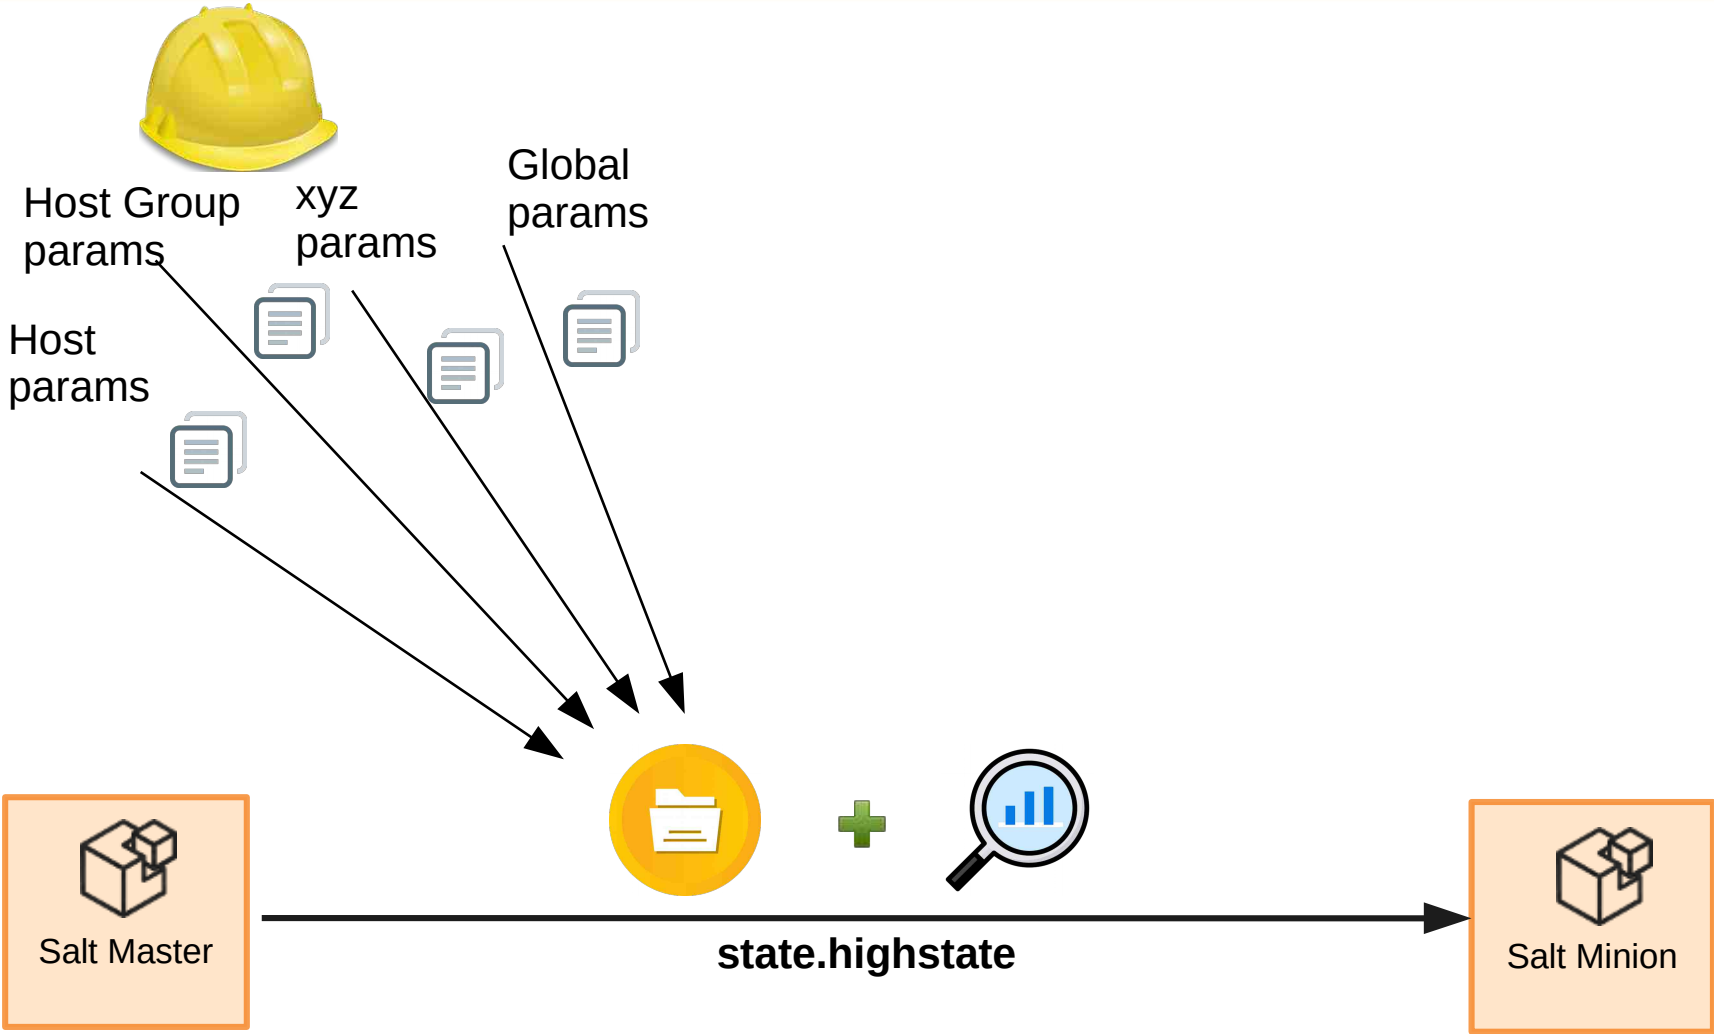 Host Group
params
xyz
params
Global
params
Host
params
Salt Master
state.highstate
Salt Minion